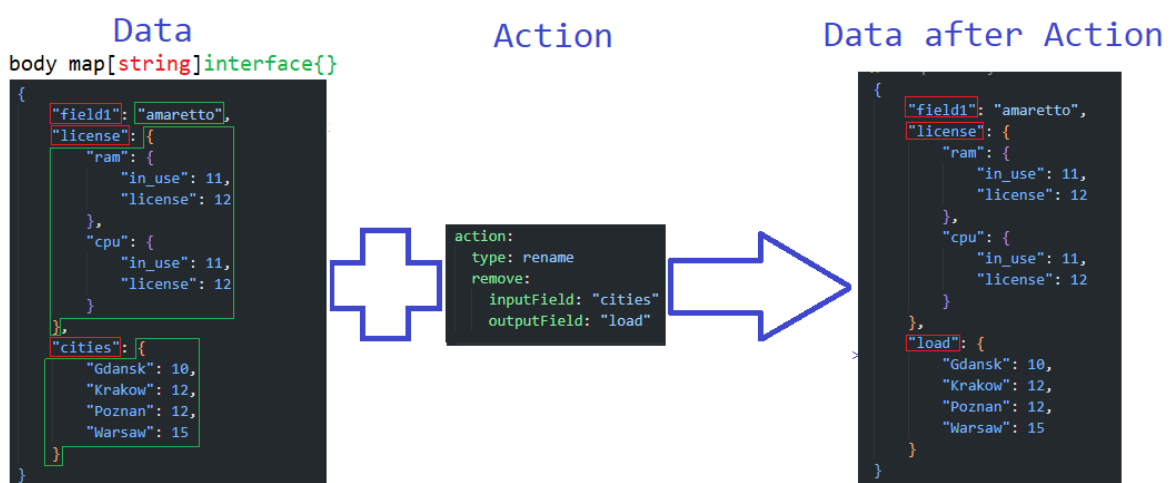 Data
body map[string]interface{}
{
"field1": "amaretto",
"license": {
"ram": {
"in_use": 11,
"license": 12
},
"cpu": {
"in_use": 11,
"license": 12
}
},
"cities": {
"Gdansk": 10,
"Krakow": 12,
"Poznan": 12,
"Warsaw": 15
}
}
Action
action:
type: rename
remove:
inputField: "cities"
outputField: "load"
Data after Action
{
"field1": "amaretto",
"license": {
"ram": {
"in_use": 11,
"license": 12
},
"cpu": {
"in_use": 11,
"license": 12
}
},
"load": {
"Gdansk": 10,
"Krakow": 12,
"Poznan": 12,
"Warsaw": 15
}
}